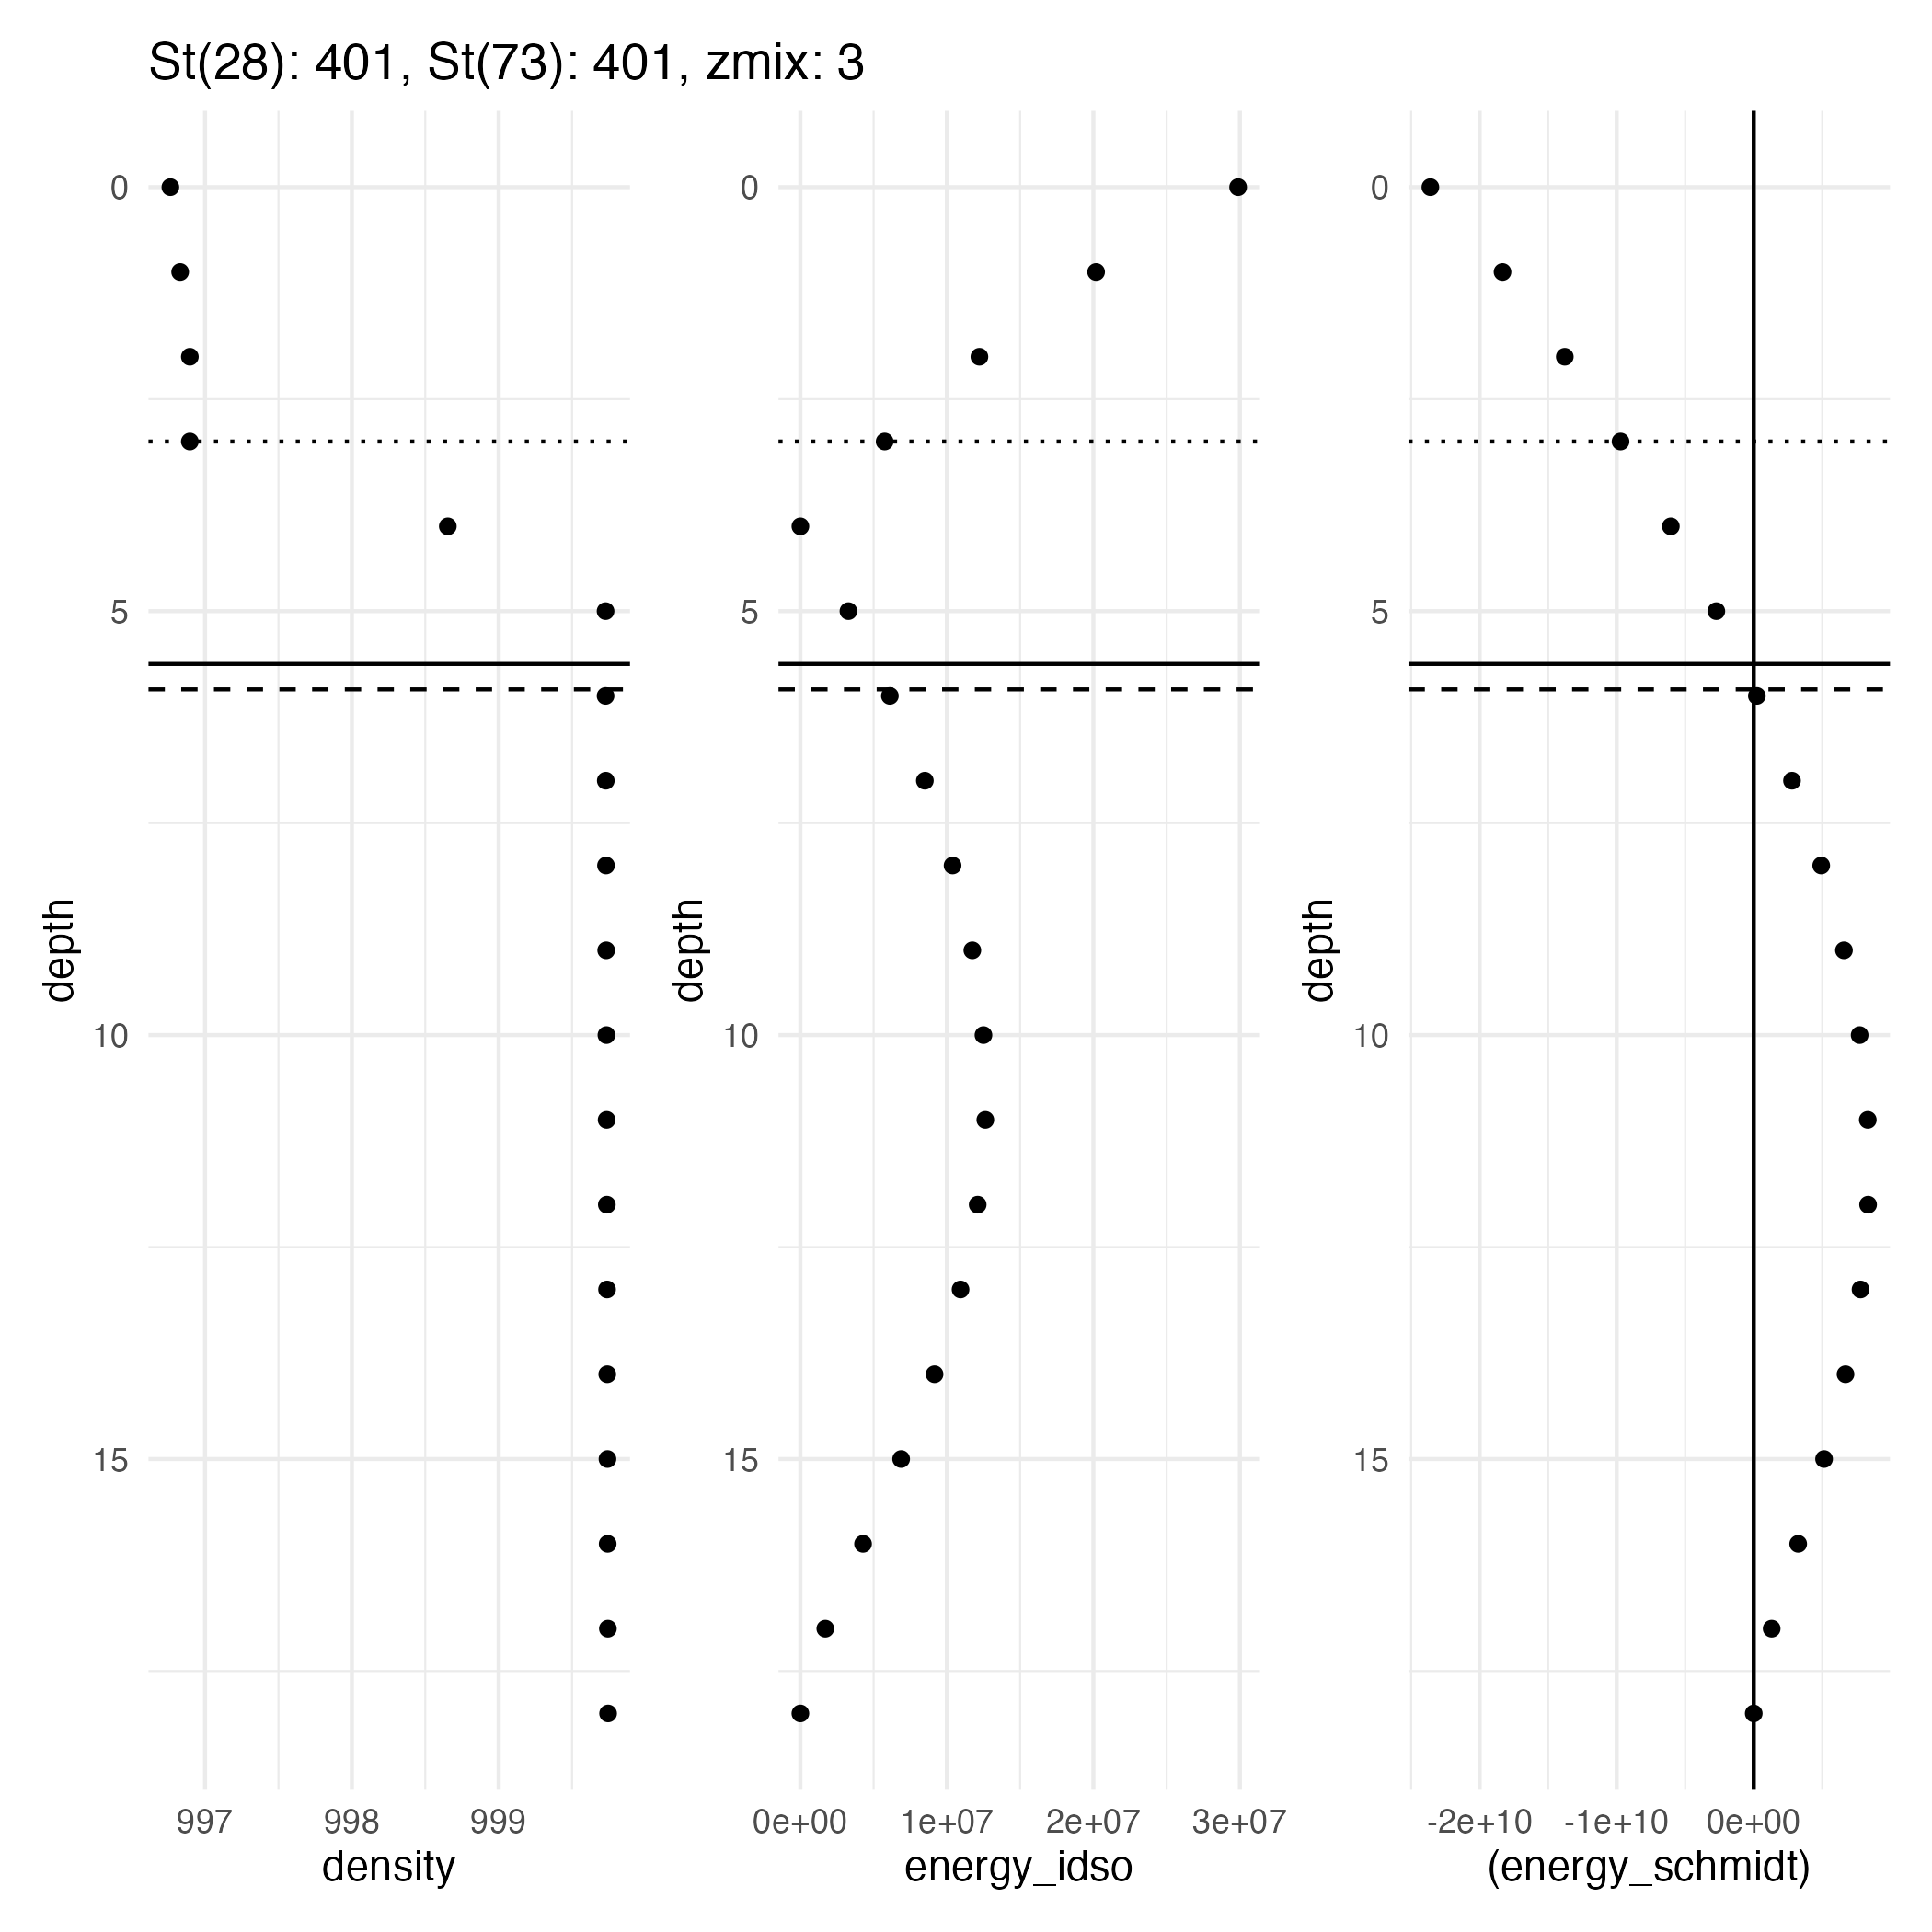 St(28): 401, St(73): 401, zmix: 3
depth
0
5
10
15
997 998 999
density
depth
0
5
10
15
0e+00 1e+07 2e+07 3e+07
energy_idso
depth
0
5
10
15
-2e+10 -1e+10 0e+00
(energy_schmidt)